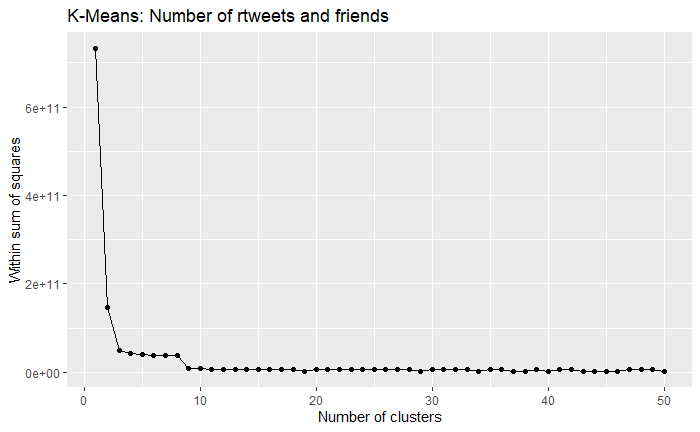 K-Means: Number of rtweets and friends
Within sum of squares
6e+11
4e+11
2e+11
0e+00
0 10 20 30 40 50
Number of clusters